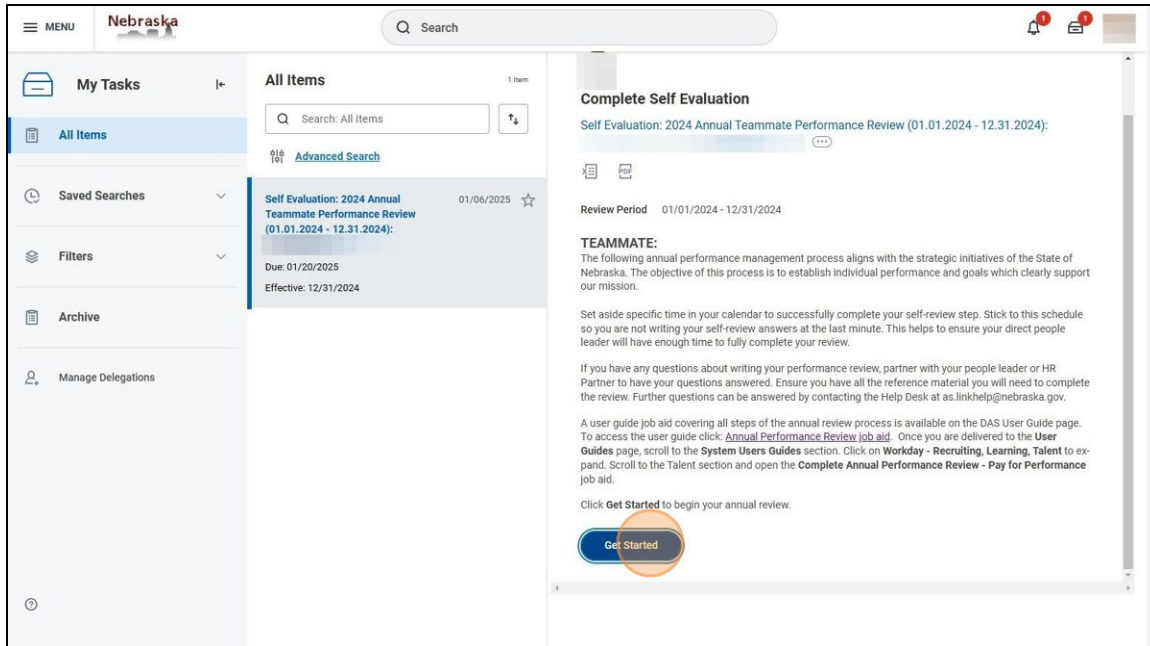 MENU
Nebraska
Search
1
1
My Tasks
All Items
Saved Searches
Filters
Archive
Manage Delegations
All Items
1 item
Search: All Items
Advanced Search
Self Evaluation: 2024 Annual
01/06/2025
Teammate Performance Review
(01.01.2024 - 12.31.2024):
Due: 01/20/2025
Effective: 12/31/2024
Complete Self Evaluation
Self Evaluation: 2024 Annual Teammate Performance Review (01.01.2024 - 12.31.2024):
PDF
Review Period 01/01/2024 - 12/31/2024
TEAMMATE:
The following annual performance management process aligns with the strategic initiatives of the State of
Nebraska. The objective of this process is to establish individual performance and goals which clearly support
our mission.
Set aside specific time in your calendar to successfully complete your self-review step. Stick to this schedule
so you are not writing your self-review answers at the last minute. This helps to ensure your direct people
leader will have enough time to fully complete your review.
If you have any questions about writing your performance review, partner with your people leader or HR
Partner to have your questions answered. Ensure you have all the reference material you will need to complete
the review. Further questions can be answered by contacting the Help Desk at as.linkhelp@nebraska.gov.
A user guide job aid covering all steps of the annual review process is available on the DAS User Guide page.
To access the user guide click: Annual Performance Review job aid. Once you are delivered to the User
Guides page, scroll to the System Users Guides section. Click on Workday - Recruiting, Learning, Talent to ex-
pand. Scroll to the Talent section and open the Complete Annual Performance Review - Pay for Performance
job aid.
Click Get Started to begin your annual review.
Get Started